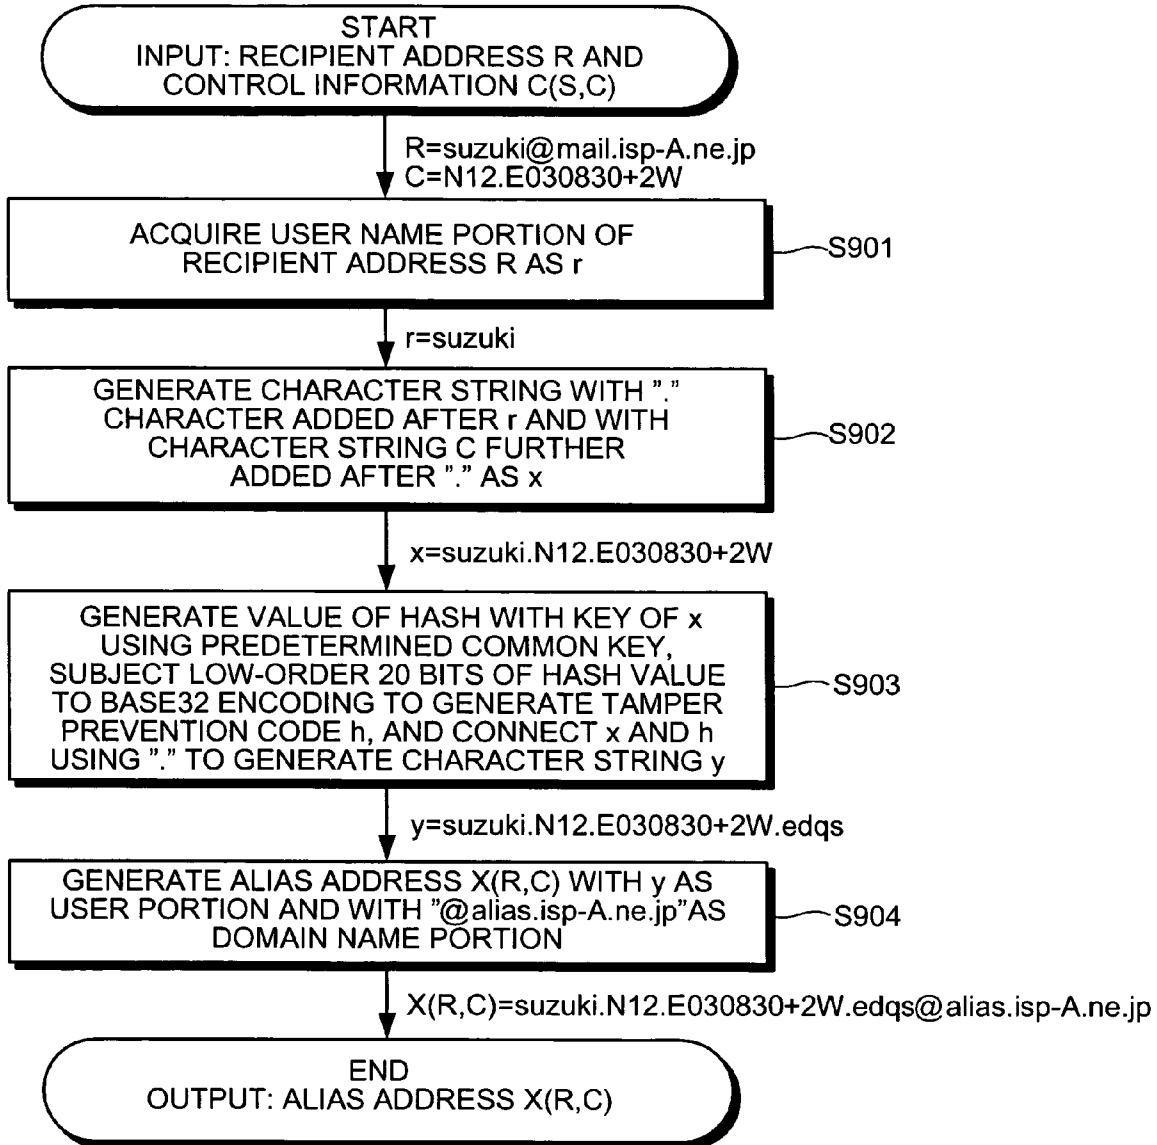 START
INPUT: RECIPIENT ADDRESS R AND
CONTROL INFORMATION C(S,C)
R=suzuki@mail.isp-A.ne.jp
C=N12.E030830+2W
ACQUIRE USER NAME PORTION OF
RECIPIENT ADDRESS R AS r
S901
r=suzuki
GENERATE CHARACTER STRING WITH "."
CHARACTER ADDED AFTER r AND WITH
CHARACTER STRING C FURTHER
ADDED AFTER "." AS x
S902
x=suzuki.N12.E030830+2W
GENERATE VALUE OF HASH WITH KEY OF x
USING PREDETERMINED COMMON KEY,
SUBJECT LOW-ORDER 20 BITS OF HASH VALUE
TO BASE32 ENCODING TO GENERATE TAMPER
PREVENTION CODE h, AND CONNECT x AND h
USING "." TO GENERATE CHARACTER STRING y
S903
y=suzuki.N12.E030830+2W.edqs
GENERATE ALIAS ADDRESS X(R,C) WITH y AS
USER PORTION AND WITH "@alias.isp-A.ne.jp"AS
DOMAIN NAME PORTION
S904
X(R,C)=suzuki.N12.E030830+2W.edqs@alias.isp-A.ne.jp
END
OUTPUT: ALIAS ADDRESS X(R,C)